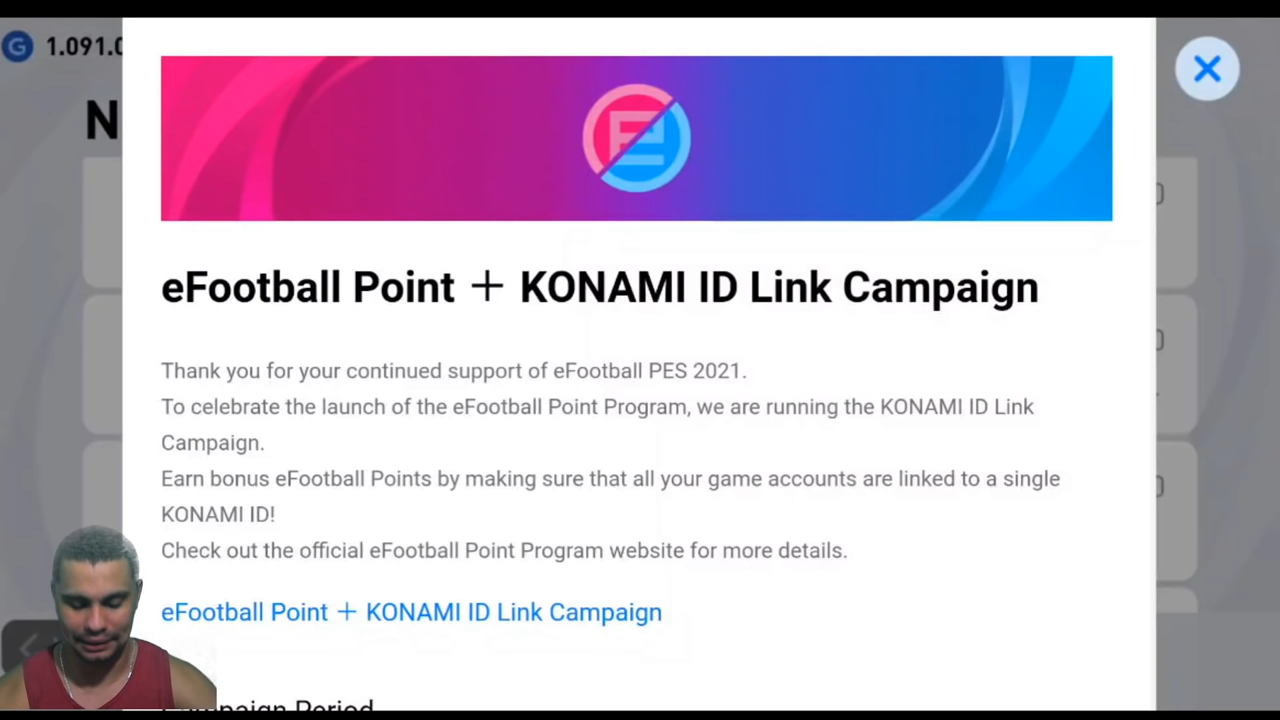 1.091.0
N
eFootball Point + KONAMI ID Link Campaign
Thank you for your continued support of eFootball PES 2021.
To celebrate the launch of the eFootball Point Program, we are running the KONAMI ID Link
Campaign.
Earn bonus eFootball Points by making sure that all your game accounts are linked to a single
KONAMI ID!
Check out the official eFootball Point Program website for more details.
eFootball Point + KONAMI ID Link Campaign
Campaign Period